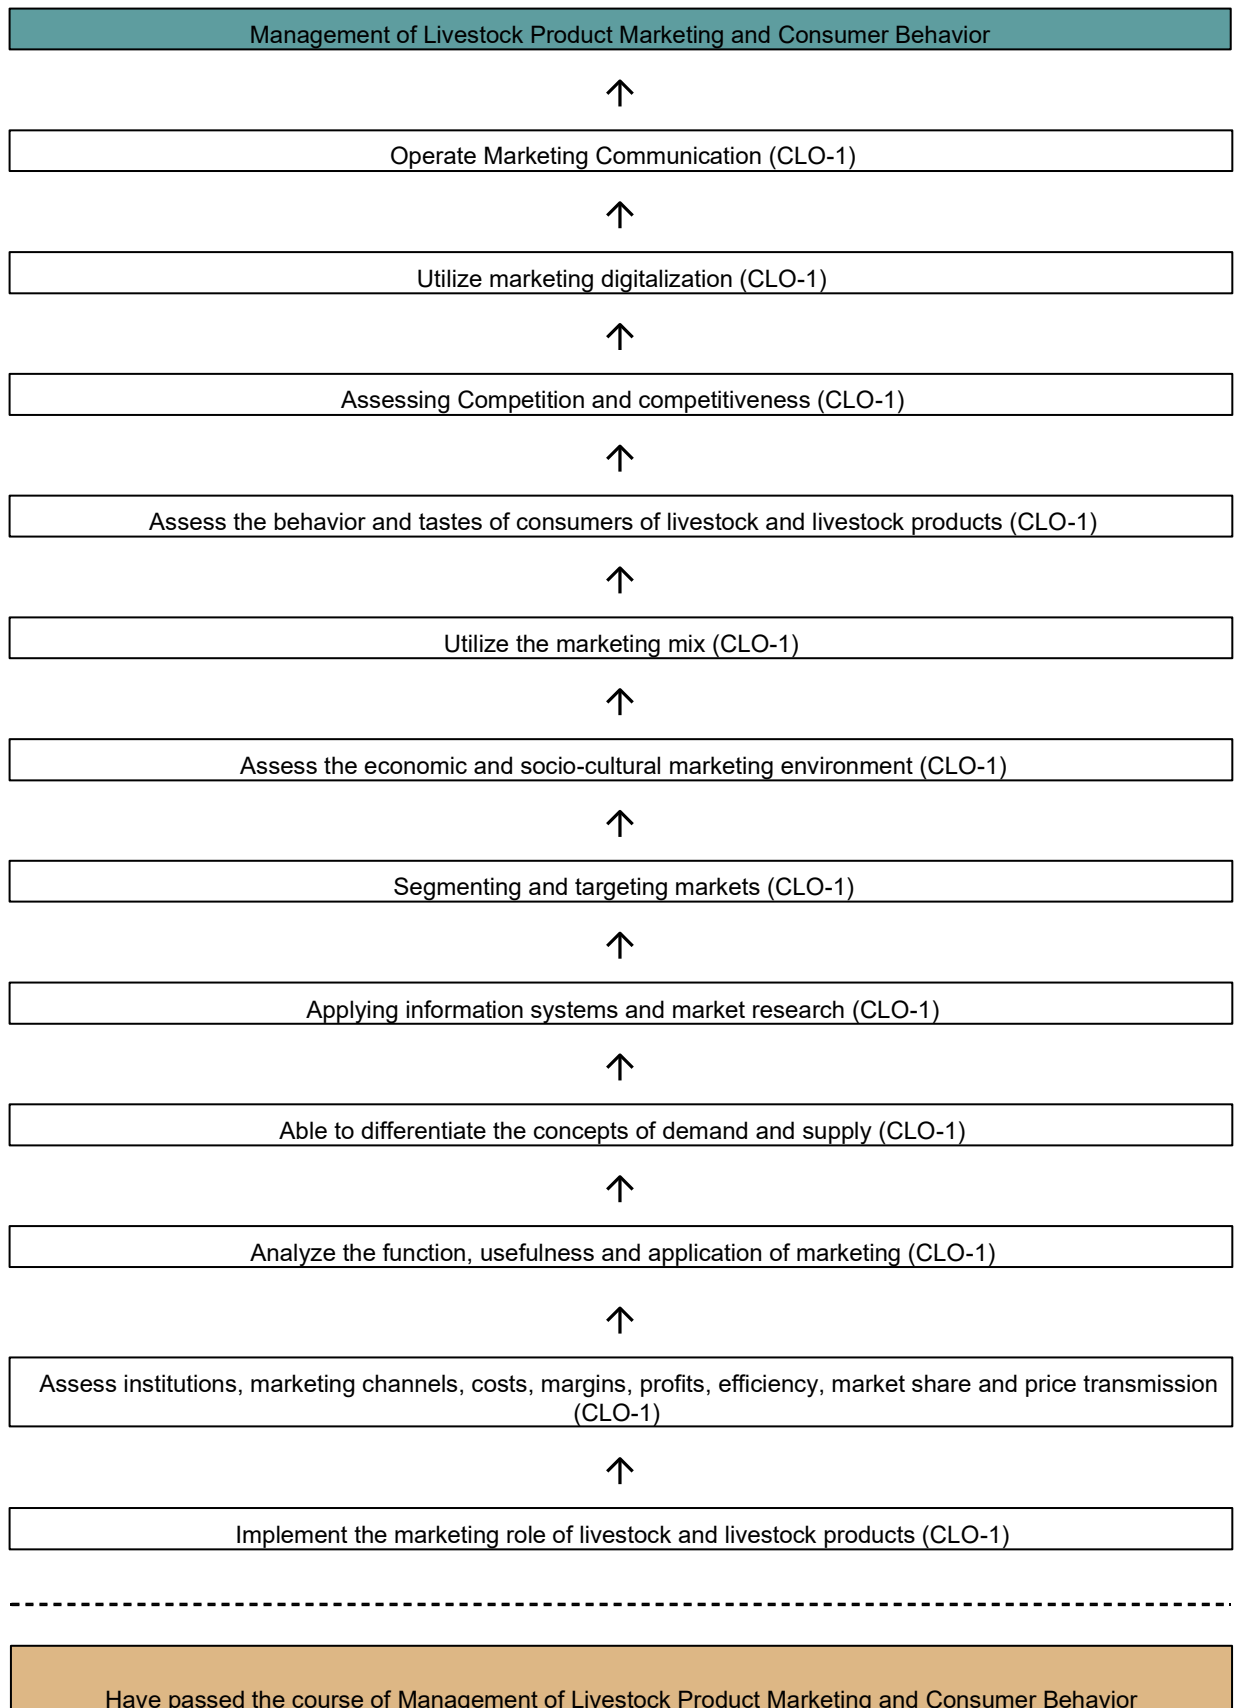 Management of Livestock Product Marketing and Consumer Behavior
Operate Marketing Communication (CLO-1)
Utilize marketing digitalization (CLO-1)
Assessing Competition and competitiveness (CLO-1)
Assess the behavior and tastes of consumers of livestock and livestock products (CLO-1)
Utilize the marketing mix (CLO-1)
Assess the economic and socio-cultural marketing environment (CLO-1)
Segmenting and targeting markets (CLO-1)
Applying information systems and market research (CLO-1)
Able to differentiate the concepts of demand and supply (CLO-1)
Analyze the function, usefulness and application of marketing (CLO-1)
Assess institutions, marketing channels, costs, margins, profits, efficiency, market share and price transmission
(CLO-1)
Implement the marketing role of livestock and livestock products (CLO-1)
Have passed the course of Management of Livestock Product Marketing and Consumer Behavior